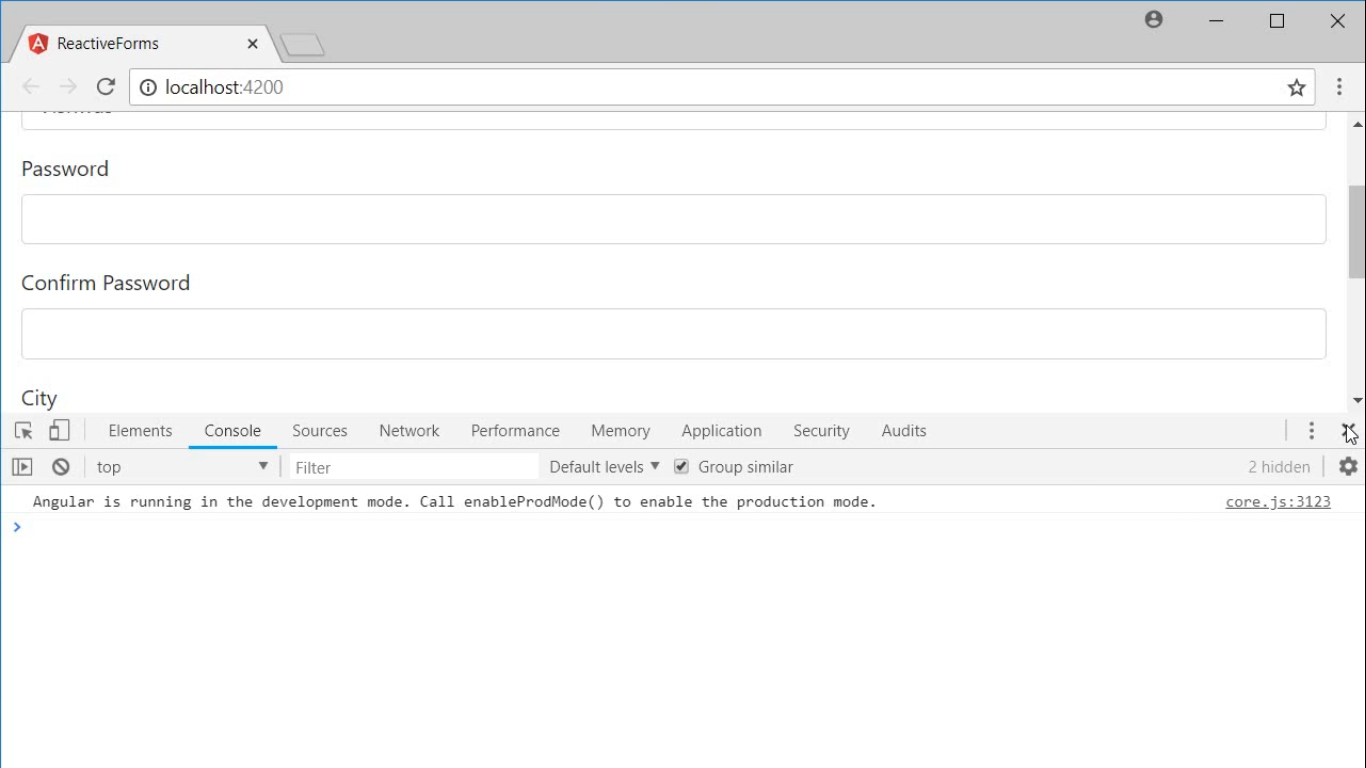 ReactiveForms
localhost:4200
Password
Confirm Password
City
Elements Console Sources Network Performance Memory Application Security Audits
top Filter Default levels Group similar 2 hidden
Angular is running in the development mode. Call enableProdMode() to enable the production mode. core.js:3123